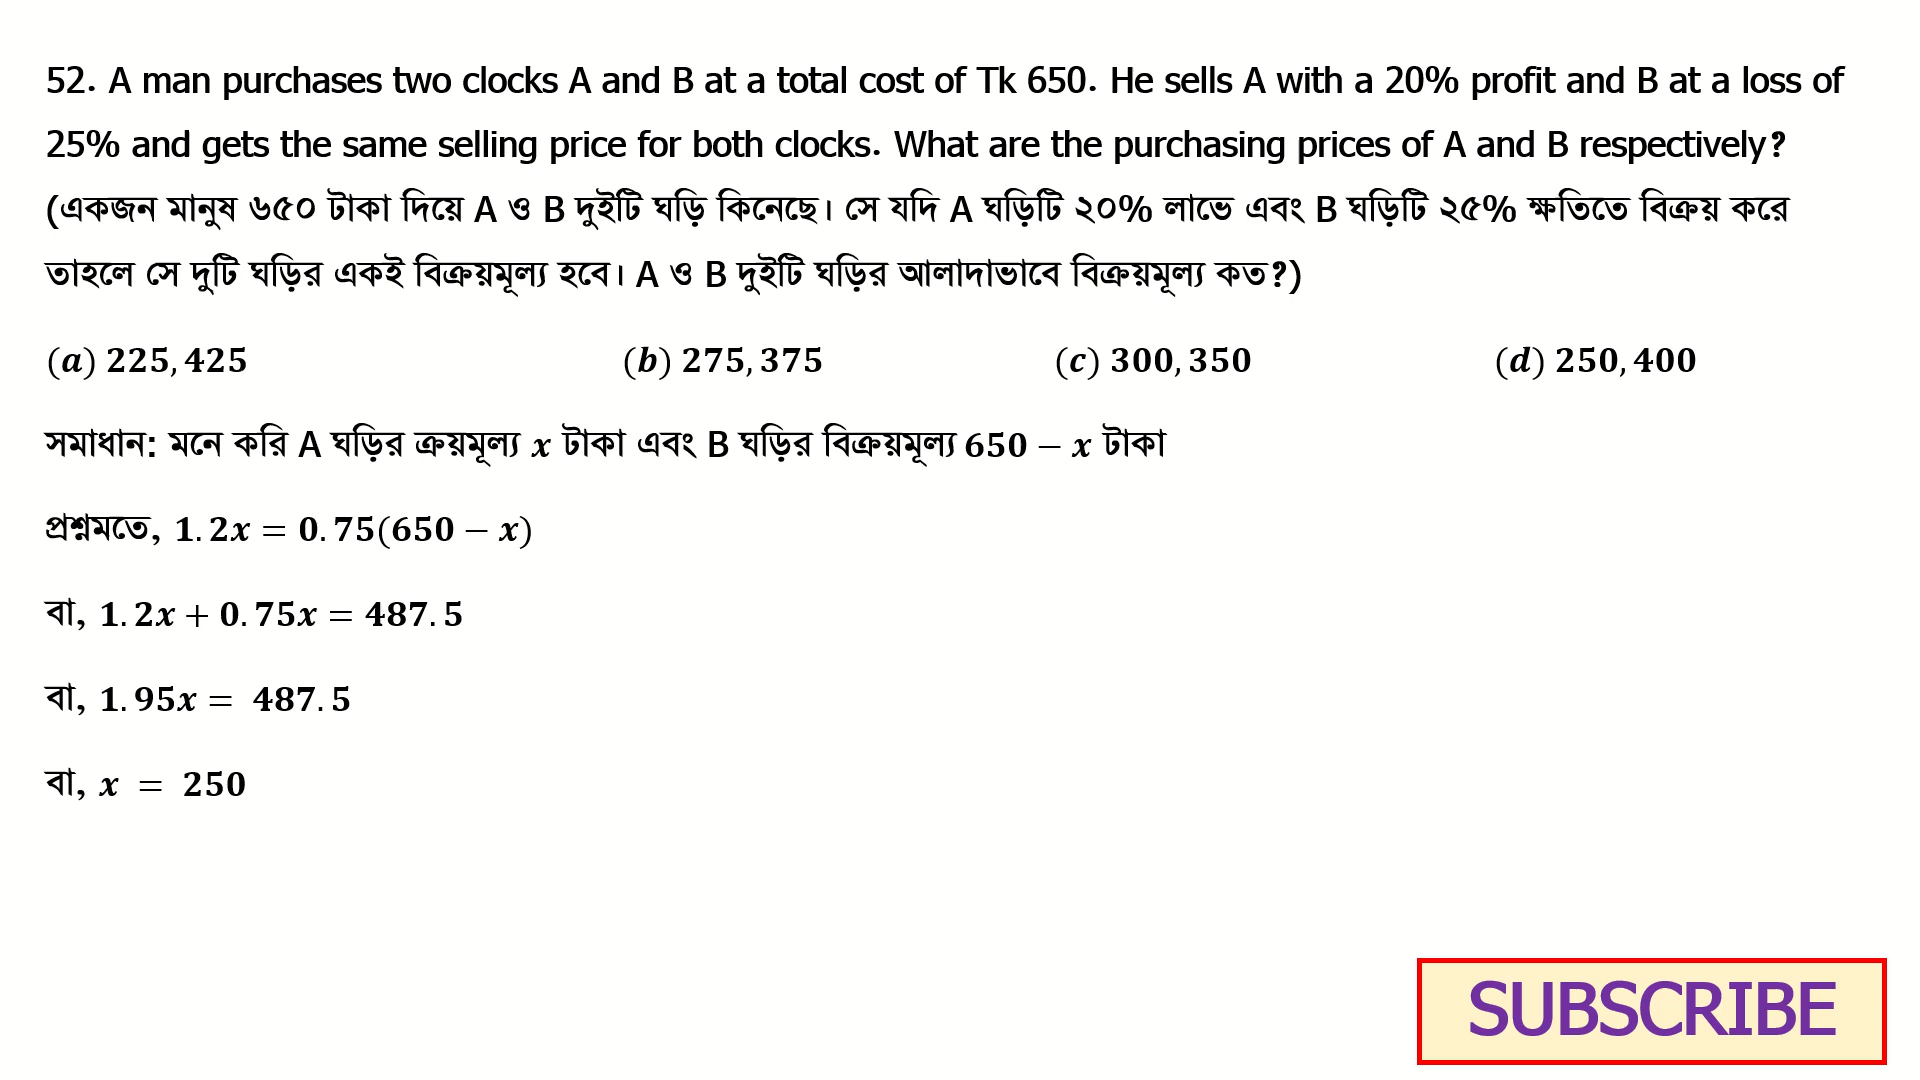 52. A man purchases two clocks A and B at a total cost of Tk 650. He sells A with a 20% profit and B at a loss of
25% and gets the same selling price for both clocks. What are the purchasing prices of A and B respectively?
(একজন মানুষ ৬৫০ টাকা দিয়ে A ও B দুইটি ঘড়ি কিনেছে। সে যদি A ঘড়িটি ২০% লাভে এবং B ঘড়িটি ২৫% ক্ষতিতে বিক্রয় করে
তাহলে সে দুটি ঘড়ির একই বিক্রয়মূল্য হবে। A ও B দুইটি ঘড়ির আলাদাভাবে বিক্রয়মূল্য কত?)
(a) 225, 425 (b) 275, 375 (c) 300, 350 (d) 250, 400
সমাধান: মনে করি A ঘড়ির ক্রয়মূল্য x টাকা এবং B ঘড়ির বিক্রয়মূল্য 650 − x টাকা
প্রশ্নমতে, 1.2x = 0.75(650 − x)
বা, 1.2x + 0.75x = 487.5
বা, 1.95x = 487.5
বা, x = 250
SUBSCRIBE